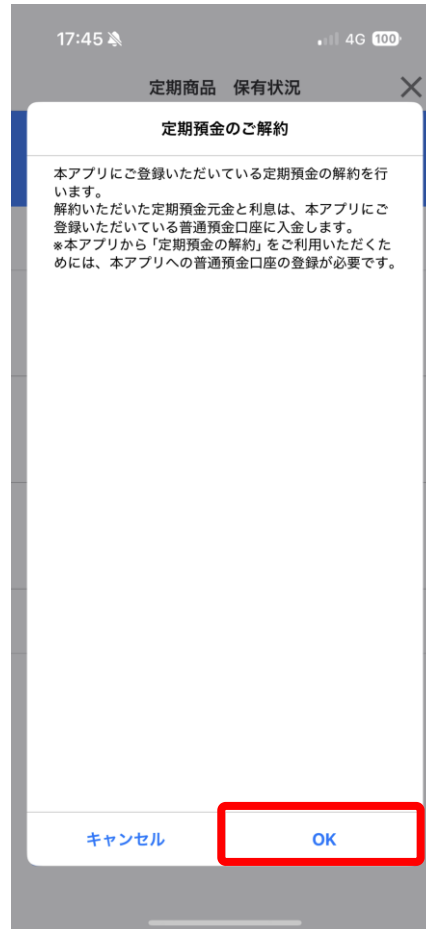 17:45
4G 100
定期商品 保有状況
定期預金のご解約
本アプリにご登録いただいている定期預金の解約を行
います。
解約いただいた定期預金元金と利息は、本アプリにご
登録いただいている普通預金口座に入金します。
※本アプリから「定期預金の解約」をご利用いただくた
めには、本アプリへの普通預金口座の登録が必要です。
キャンセル
OK